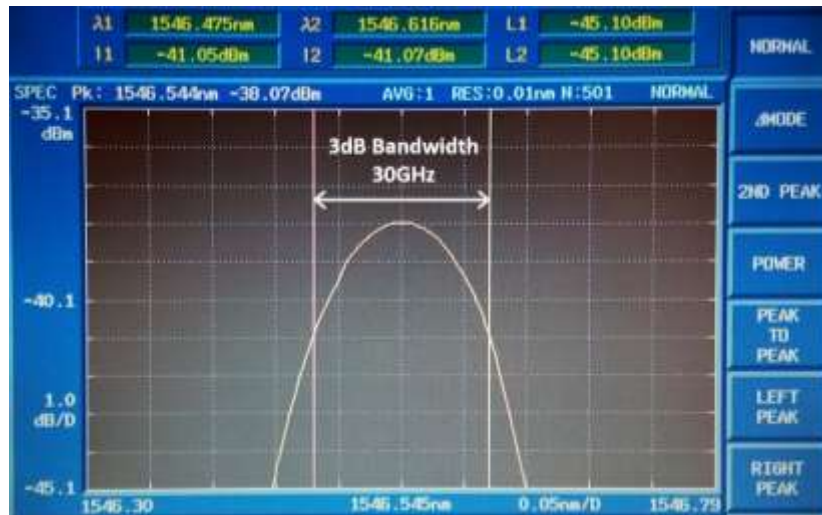 λ1 1546.475nm λ2 1546.616nm L1 -45.10dBm
I1 -41.05dBm I2 -41.07dBm L2 -45.10dBm
SPEC Pk: 1546.544nm -38.07dBm AVG:1 RES:0.01nm N:501 NORMAL
-35.1
dBm
3dB Bandwidth
30GHz
-40.1
1.0
dB/D
-45.1
1546.30 1546.545nm 0.05nm/D 1546.79
NORMAL
ΔMODE
2ND PEAK
POWER
PEAK
TO
PEAK
LEFT
PEAK
RIGHT
PEAK